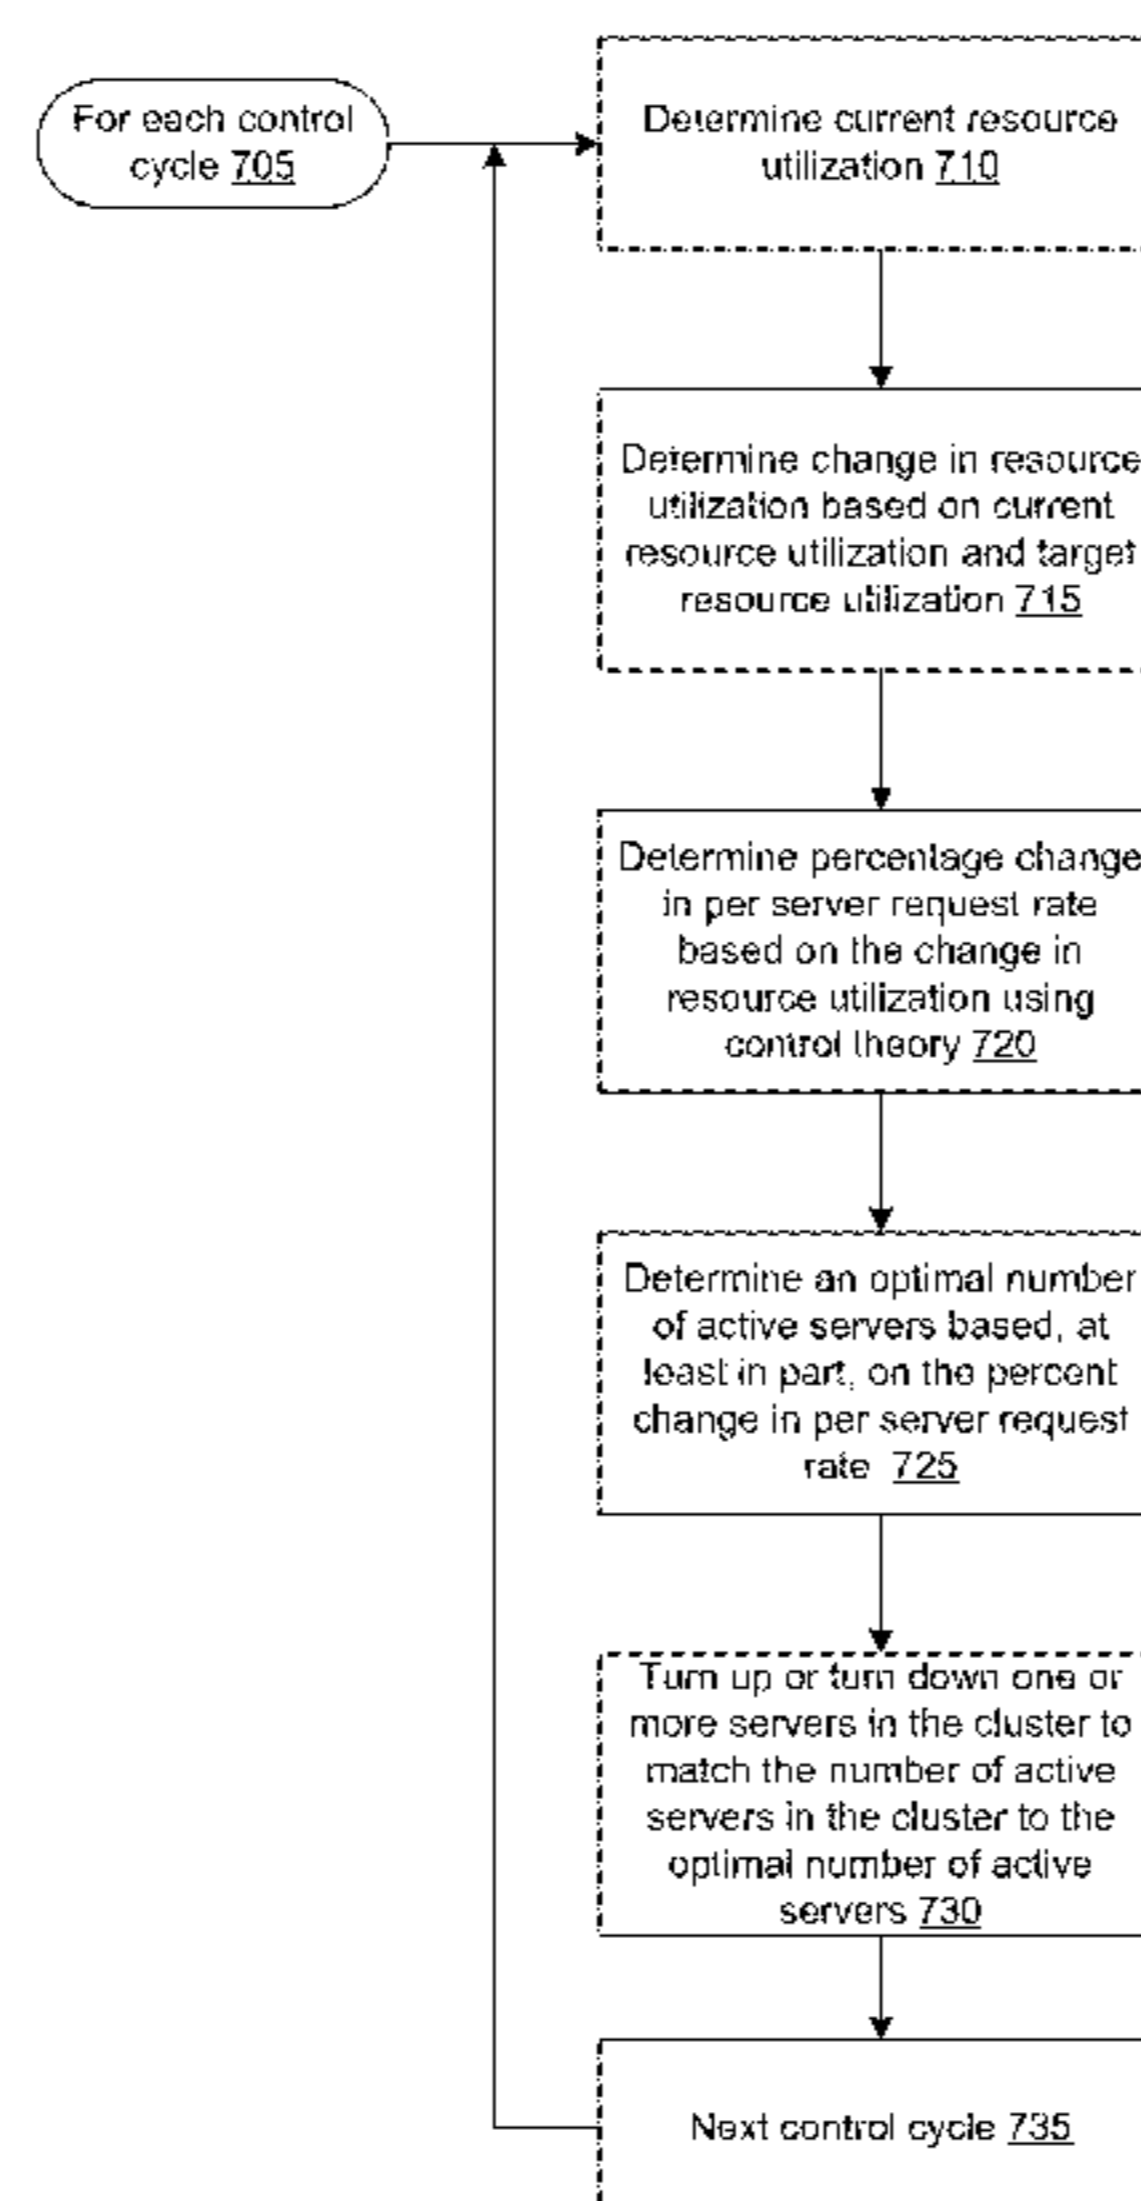 For each control
cycle 705
Determine current resource
utilization 710
Determine change in resource
utilization based on current
resource utilization and target
resource utilization 715
Determine percentage change
in per server request rate
based on the change in
resource utilization using
control theory 720
Determine an optimal number
of active servers based, at
least in part, on the percent
change in per server request
rate 725
Turn up or turn down one or
more servers in the cluster to
match the number of active
servers in the cluster to the
optimal number of active
servers 730
Next control cycle 735